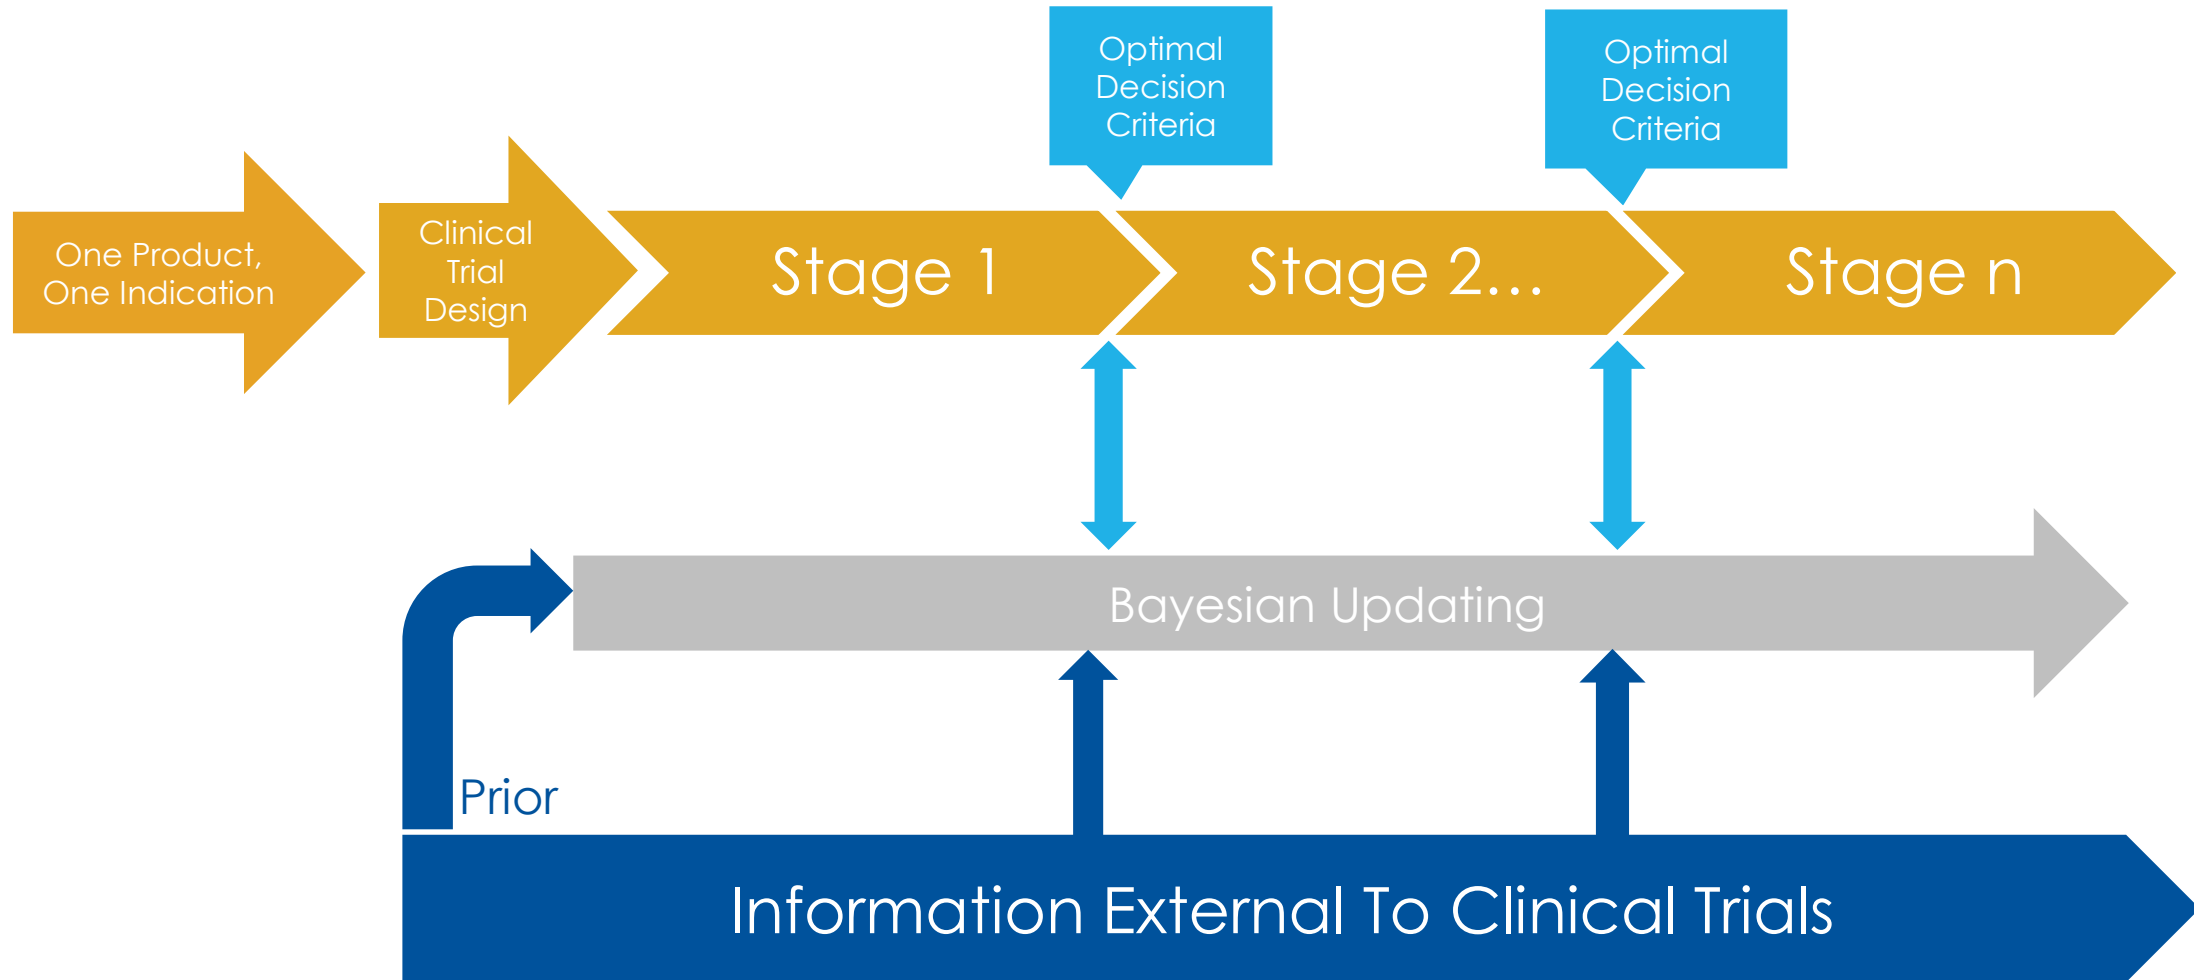 Optimal
Decision
Criteria
Optimal
Decision
Criteria
One Product,
One Indication
Clinical
Trial
Design
Stage 1
Stage 2...
Stage n
Bayesian Updating
Prior
Information External To Clinical Trials